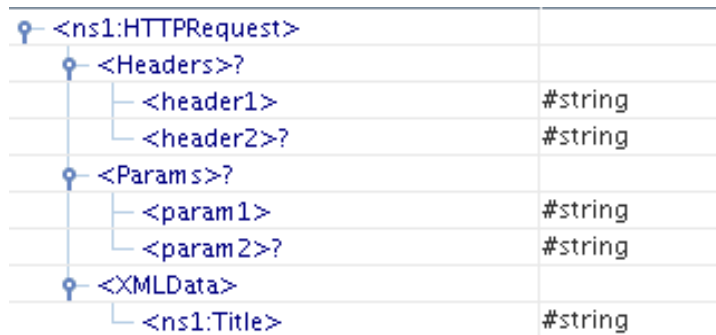 <ns1:HTTPRequest>
<Headers>?
<header1> #string
<header2>? #string
<Params>?
<param1> #string
<param2>? #string
<XMLData>
<ns1:Title> #string